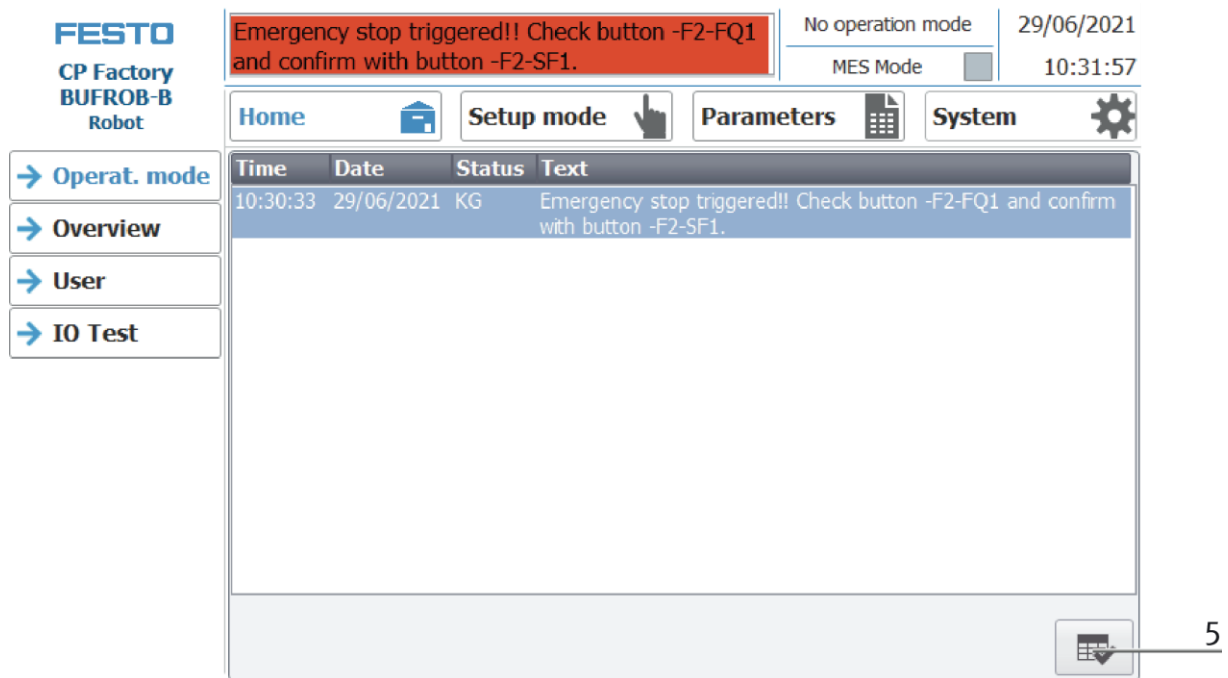 FESTO
CP Factory
BUFROB-B
Robot
Emergency stop triggered!! Check button -F2-FQ1
and confirm with button -F2-SF1.
No operation mode
MES Mode
29/06/2021
10:31:57
Home
Setup mode
Parameters
System
Operat. mode
Overview
User
IO Test
Time Date Status Text
10:30:33 29/06/2021 KG Emergency stop triggered!! Check button -F2-FQ1 and confirm
with button -F2-SF1.
5